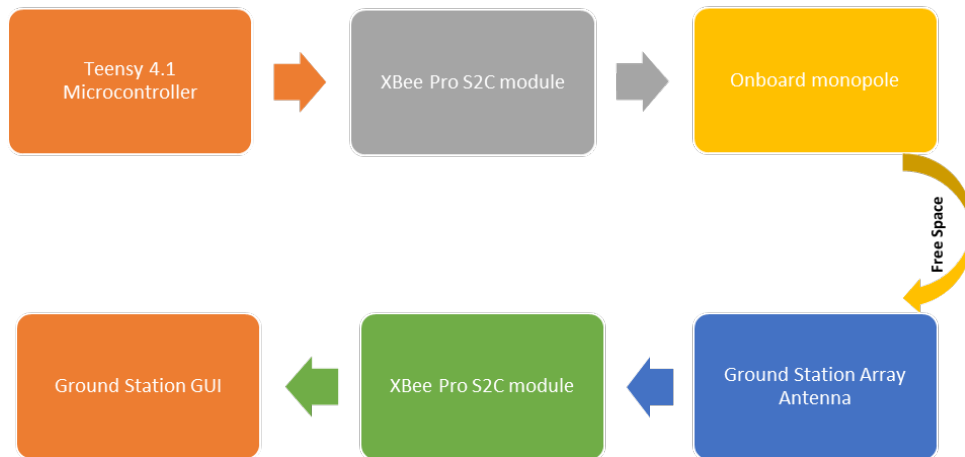 Teensy 4.1
Microcontroller
XBee Pro S2C module
Onboard monopole
Free Space
Ground Station GUI
XBee Pro S2C module
Ground Station Array
Antenna